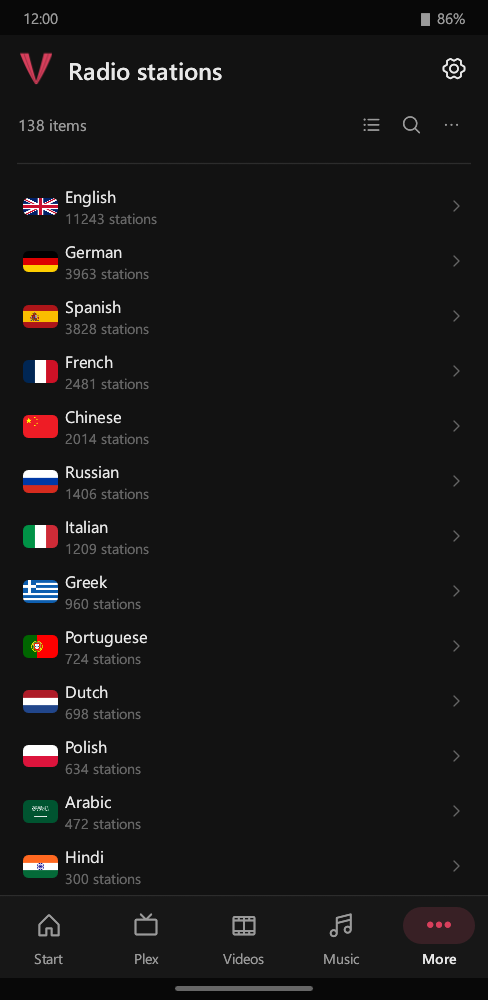 12:00
86%
Radio stations
138 items
English
11243 stations
German
3963 stations
Spanish
3828 stations
French
2481 stations
Chinese
2014 stations
Russian
1406 stations
Italian
1209 stations
Greek
960 stations
Portuguese
724 stations
Dutch
698 stations
Polish
634 stations
Arabic
472 stations
Hindi
300 stations
Start
Plex
Videos
Music
More